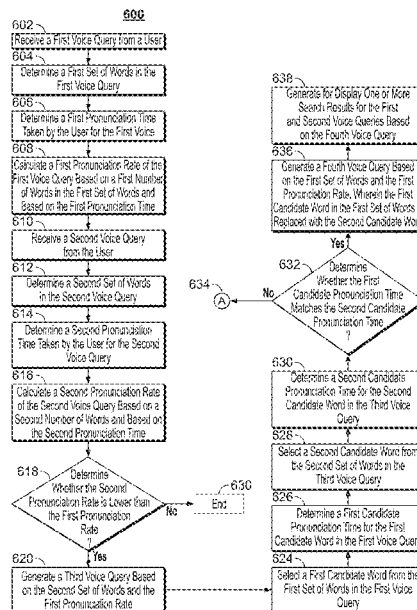 600
602
Receive a First Voice Query from a User
604
Determine a First Set of Words in the
First Voice Query
606
Determine a First Pronunciation Time
Taken by the User for the First Voice
608
Calculate a First Pronunciation Rate of the
First Voice Query Based on a First Number
of Words in the First Set of Words and
Based on the First Pronunciation Time
610
Receive a Second Voice Query
from the User
612
Determine a Second Set of Words
in the Second Voice Query
614
Determine a Second Pronunciation
Time Taken by the User for the Second
Voice Query
616
Calculate a Second Pronunciation Rate
of the Second Voice Query Based on a
Second Number of Words and Based on
the Second Pronunciation Time
618
Determine
Whether the Second
Pronunciation Rate is Lower than
the First Pronunciation
Rate
?
No
630
End
Yes
620
Generate a Third Voice Query Based
on the Second Set of Words and the
First Pronunciation Rate
638
Generate for Display One or More
Search Results for the First
and Second Voice Queries Based
on the Fourth Voice Query
636
Generate a Fourth Voice Query Based
on the First Set of Words and the First
Pronunciation Rate, Wherein the First
Candidate Word in the First Set of Words
Replaced with the Second Candidate Word
Yes
632
Determine
Whether the First
Candidate Pronunciation Time
Matches the Second Candidate
Pronunciation Time
?
No
634
A
630
Determine a Second Candidate
Pronunciation Time for the Second
Candidate Word in the Third Voice
Query
628
Select a Second Candidate Word from
the Second Set of Words in the
Third Voice Query
626
Determine a First Candidate
Pronunciation Time for the First
Candidate Word in the First Voice Query
624
Select a First Candidate Word from the
First Set of Words in the First Voice
Query